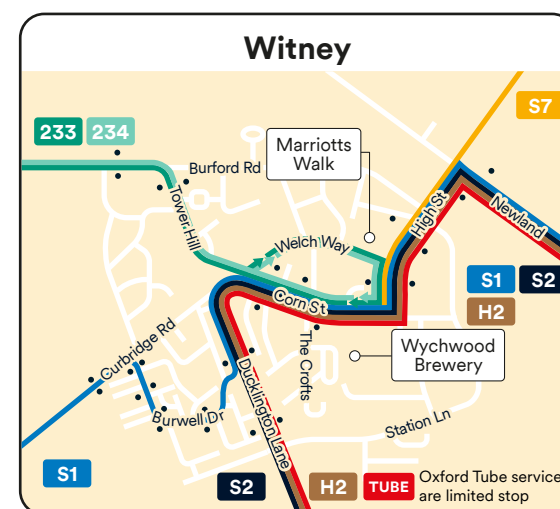 Witney
S7
233 234
Marriotts
Walk
Burford Rd
Tower Hill
High St
Newland
Welch Way
S1 S2
Corn St
H2
Curbridge Rd
The Crofts
Wychwood
Brewery
Ducklington Lane
Burwell Dr
Station Ln
S1
S2
H2 TUBE Oxford Tube service
are limited stop